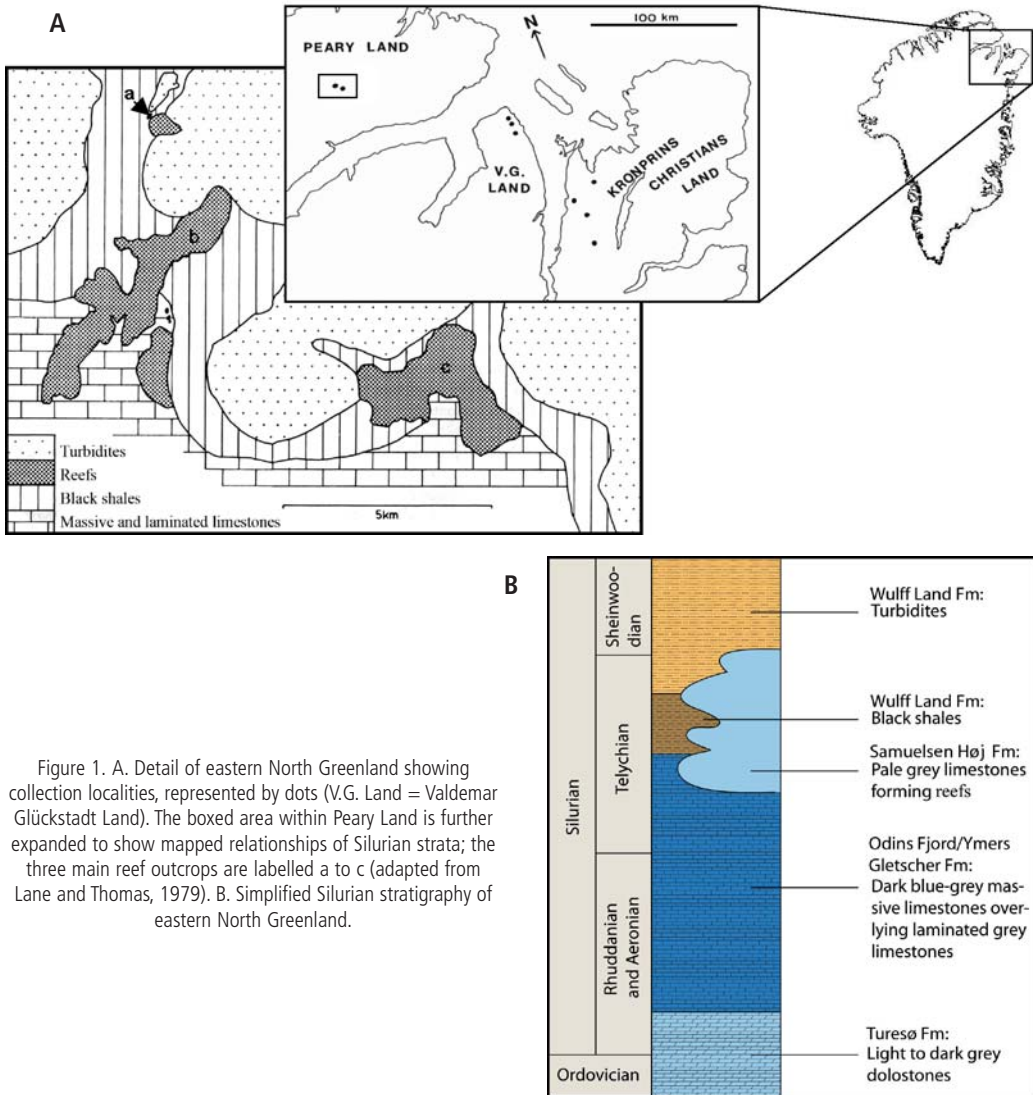 A
PEARY LAND
N
100 km
V.G.
LAND
KRONPRINS
CHRISTIANS
LAND
a
b
c
Turbidites
Reefs
Black shales
Massive and laminated limestones
5km
Figure 1. A. Detail of eastern North Greenland showing
collection localities, represented by dots (V.G. Land = Valdemar
Glückstadt Land). The boxed area within Peary Land is further
expanded to show mapped relationships of Silurian strata; the
three main reef outcrops are labelled a to c (adapted from
Lane and Thomas, 1979). B. Simplified Silurian stratigraphy of
eastern North Greenland.
B
Silurian
Sheinwoo-
dian
Telychian
Rhuddanian
and Aeronian
Ordovician
Wulff Land Fm:
Turbidites
Wulff Land Fm:
Black shales
Samuelsen Høj Fm:
Pale grey limestones
forming reefs
Odins Fjord/Ymers
Gletscher Fm:
Dark blue-grey mas-
sive limestones over-
lying laminated grey
limestones
Turesø Fm:
Light to dark grey
dolostones